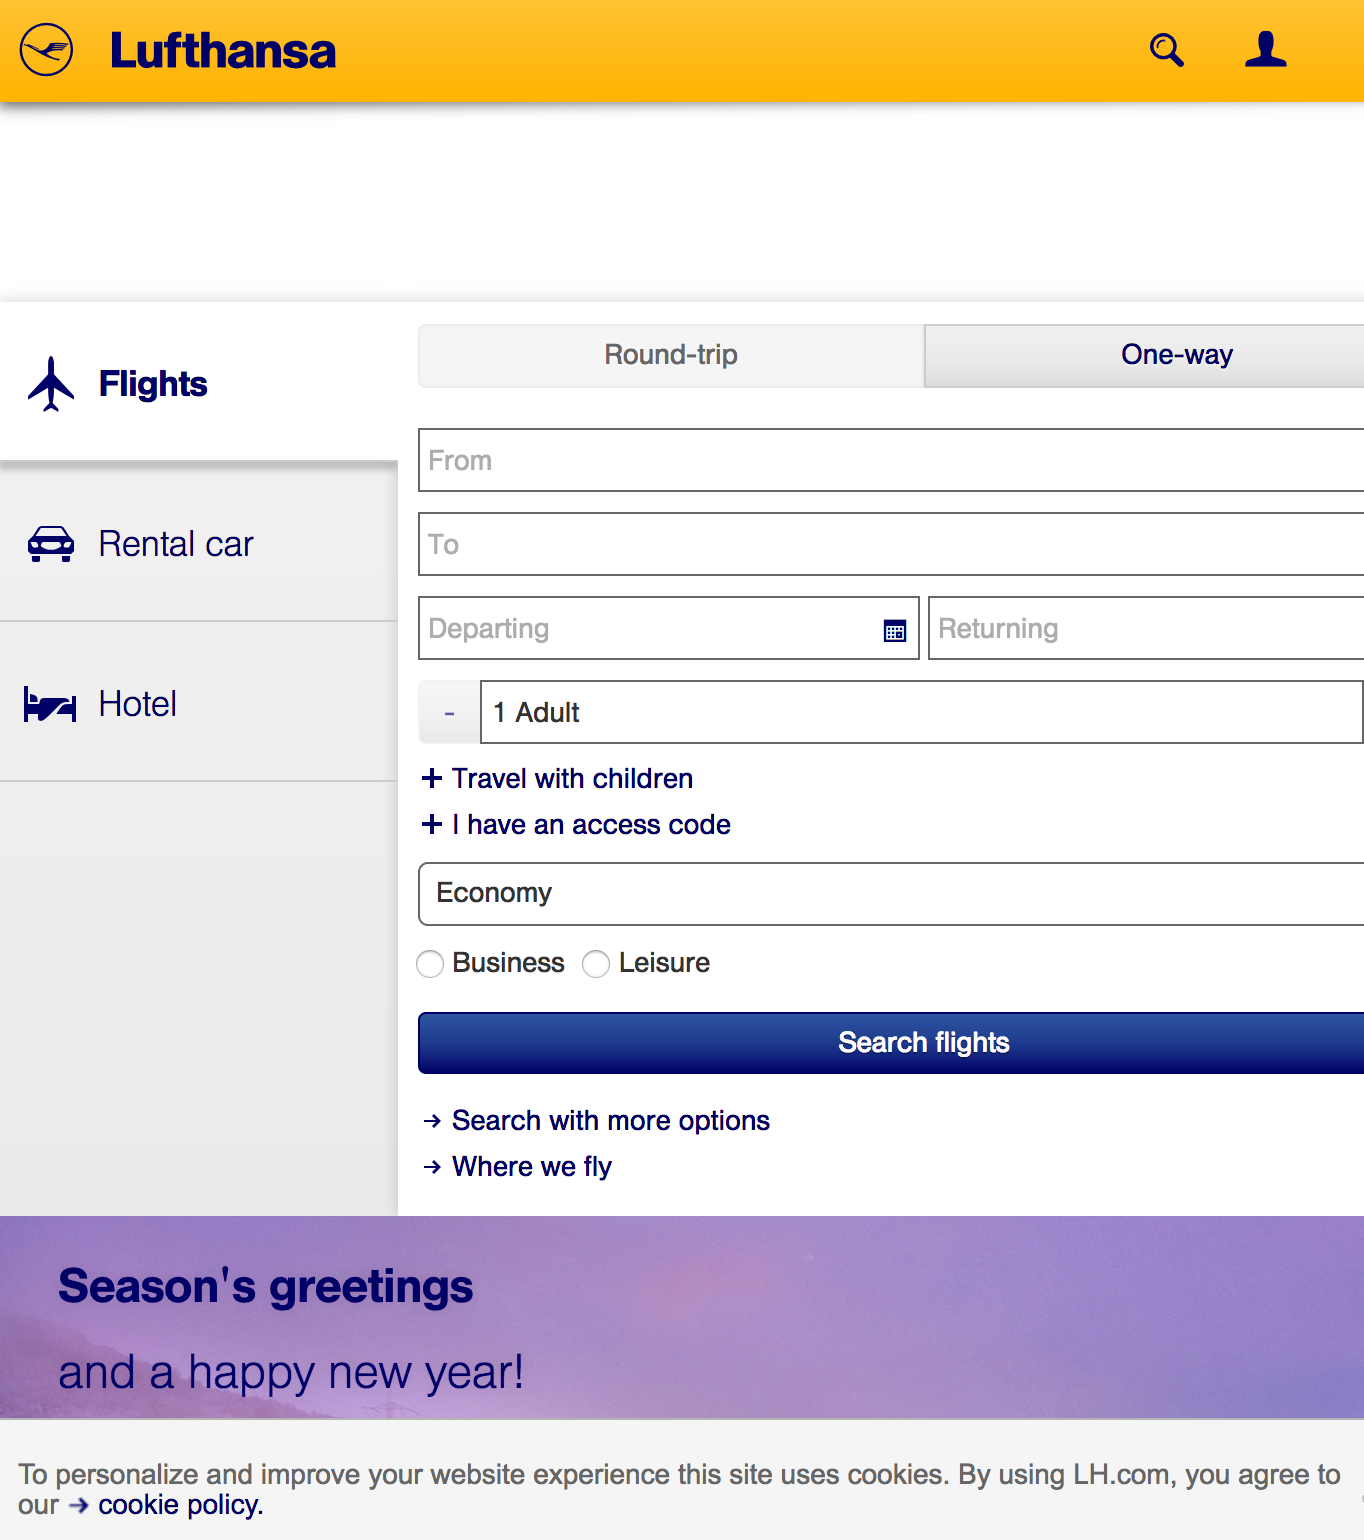 Lufthansa
Flights
Rental car
Hotel
Round-trip
One-way
From
To
Departing
Returning
- 1 Adult
+ Travel with children
+ I have an access code
Economy
Business
Leisure
Search flights
→ Search with more options
→ Where we fly
Season's greetings
and a happy new year!
To personalize and improve your website experience this site uses cookies. By using LH.com, you agree to
our → cookie policy.